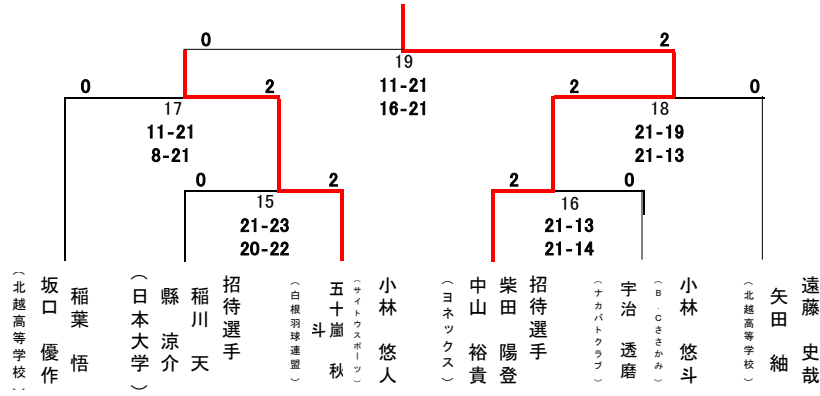 0
2
19
11-21
16-21
0
2
17
11-21
8-21
2
0
18
21-19
21-13
0
2
15
21-23
20-22
2
0
16
21-13
21-14
稲葉 悟
坂口 優作
(北越高等学校)
招待選手
稲川 天
縣 涼介
(日本大学)
小林 悠人
(サイトウスポーツ)
五十嵐 秋斗
(白根羽球連盟)
招待選手
柴田 陽登
中山 裕貴
(ヨネックス)
小林 悠斗
(B.Cささかみ)
宇治 透磨
(ナカバトクラブ)
遠藤 史哉
矢田 紬
(北越高等学校)